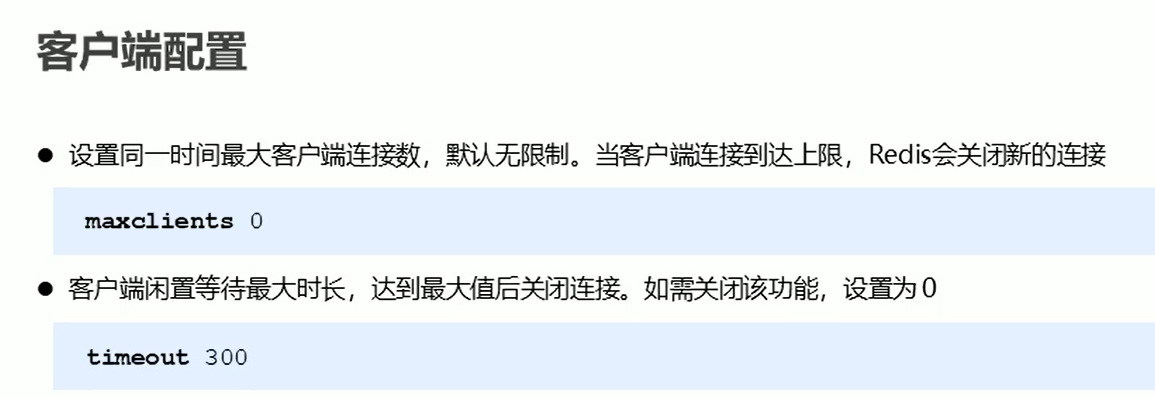 客户端配置
● 设置同一时间最大客户端连接数，默认无限制。当客户端连接到达上限，Redis会关闭新的连接
maxclients 0
● 客户端闲置等待最大时长，达到最大值后关闭连接。如需关闭该功能，设置为 0
timeout 300